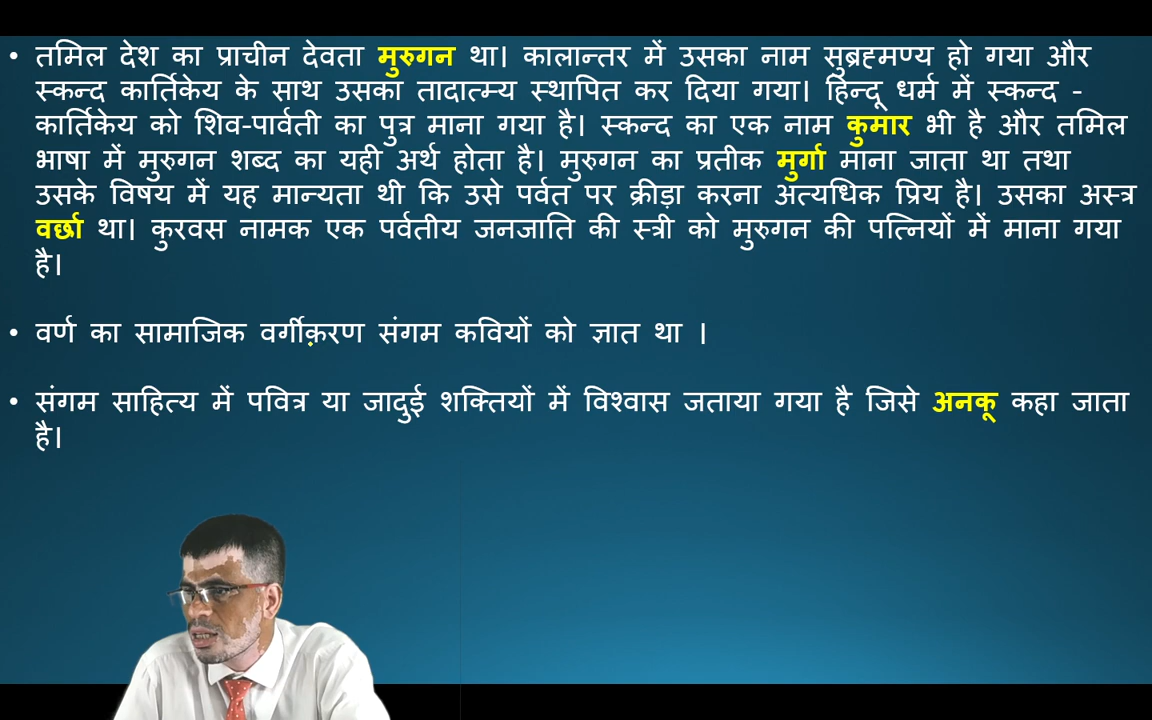 • तमिल देश का प्राचीन देवता मुरुगन था। कालान्तर में उसका नाम सुब्रह्मण्य हो गया और
स्कन्द कार्तिकेय के साथ उसका तादात्म्य स्थापित कर दिया गया। हिन्दू धर्म में स्कन्द -
कार्तिकेय को शिव-पार्वती का पुत्र माना गया है। स्कन्द का एक नाम कुमार भी है और तमिल
भाषा में मुरुगन शब्द का यही अर्थ होता है। मुरुगन का प्रतीक मुर्गा माना जाता था तथा
उसके विषय में यह मान्यता थी कि उसे पर्वत पर क्रीड़ा करना अत्यधिक प्रिय है। उसका अस्त्र
वर्छा था। कुरवस नामक एक पर्वतीय जनजाति की स्त्री को मुरुगन की पत्नियों में माना गया
है।
• वर्ण का सामाजिक वर्गीकरण संगम कवियों को ज्ञात था ।
• संगम साहित्य में पवित्र या जादुई शक्तियों में विश्वास जताया गया है जिसे अनकू कहा जाता
है।